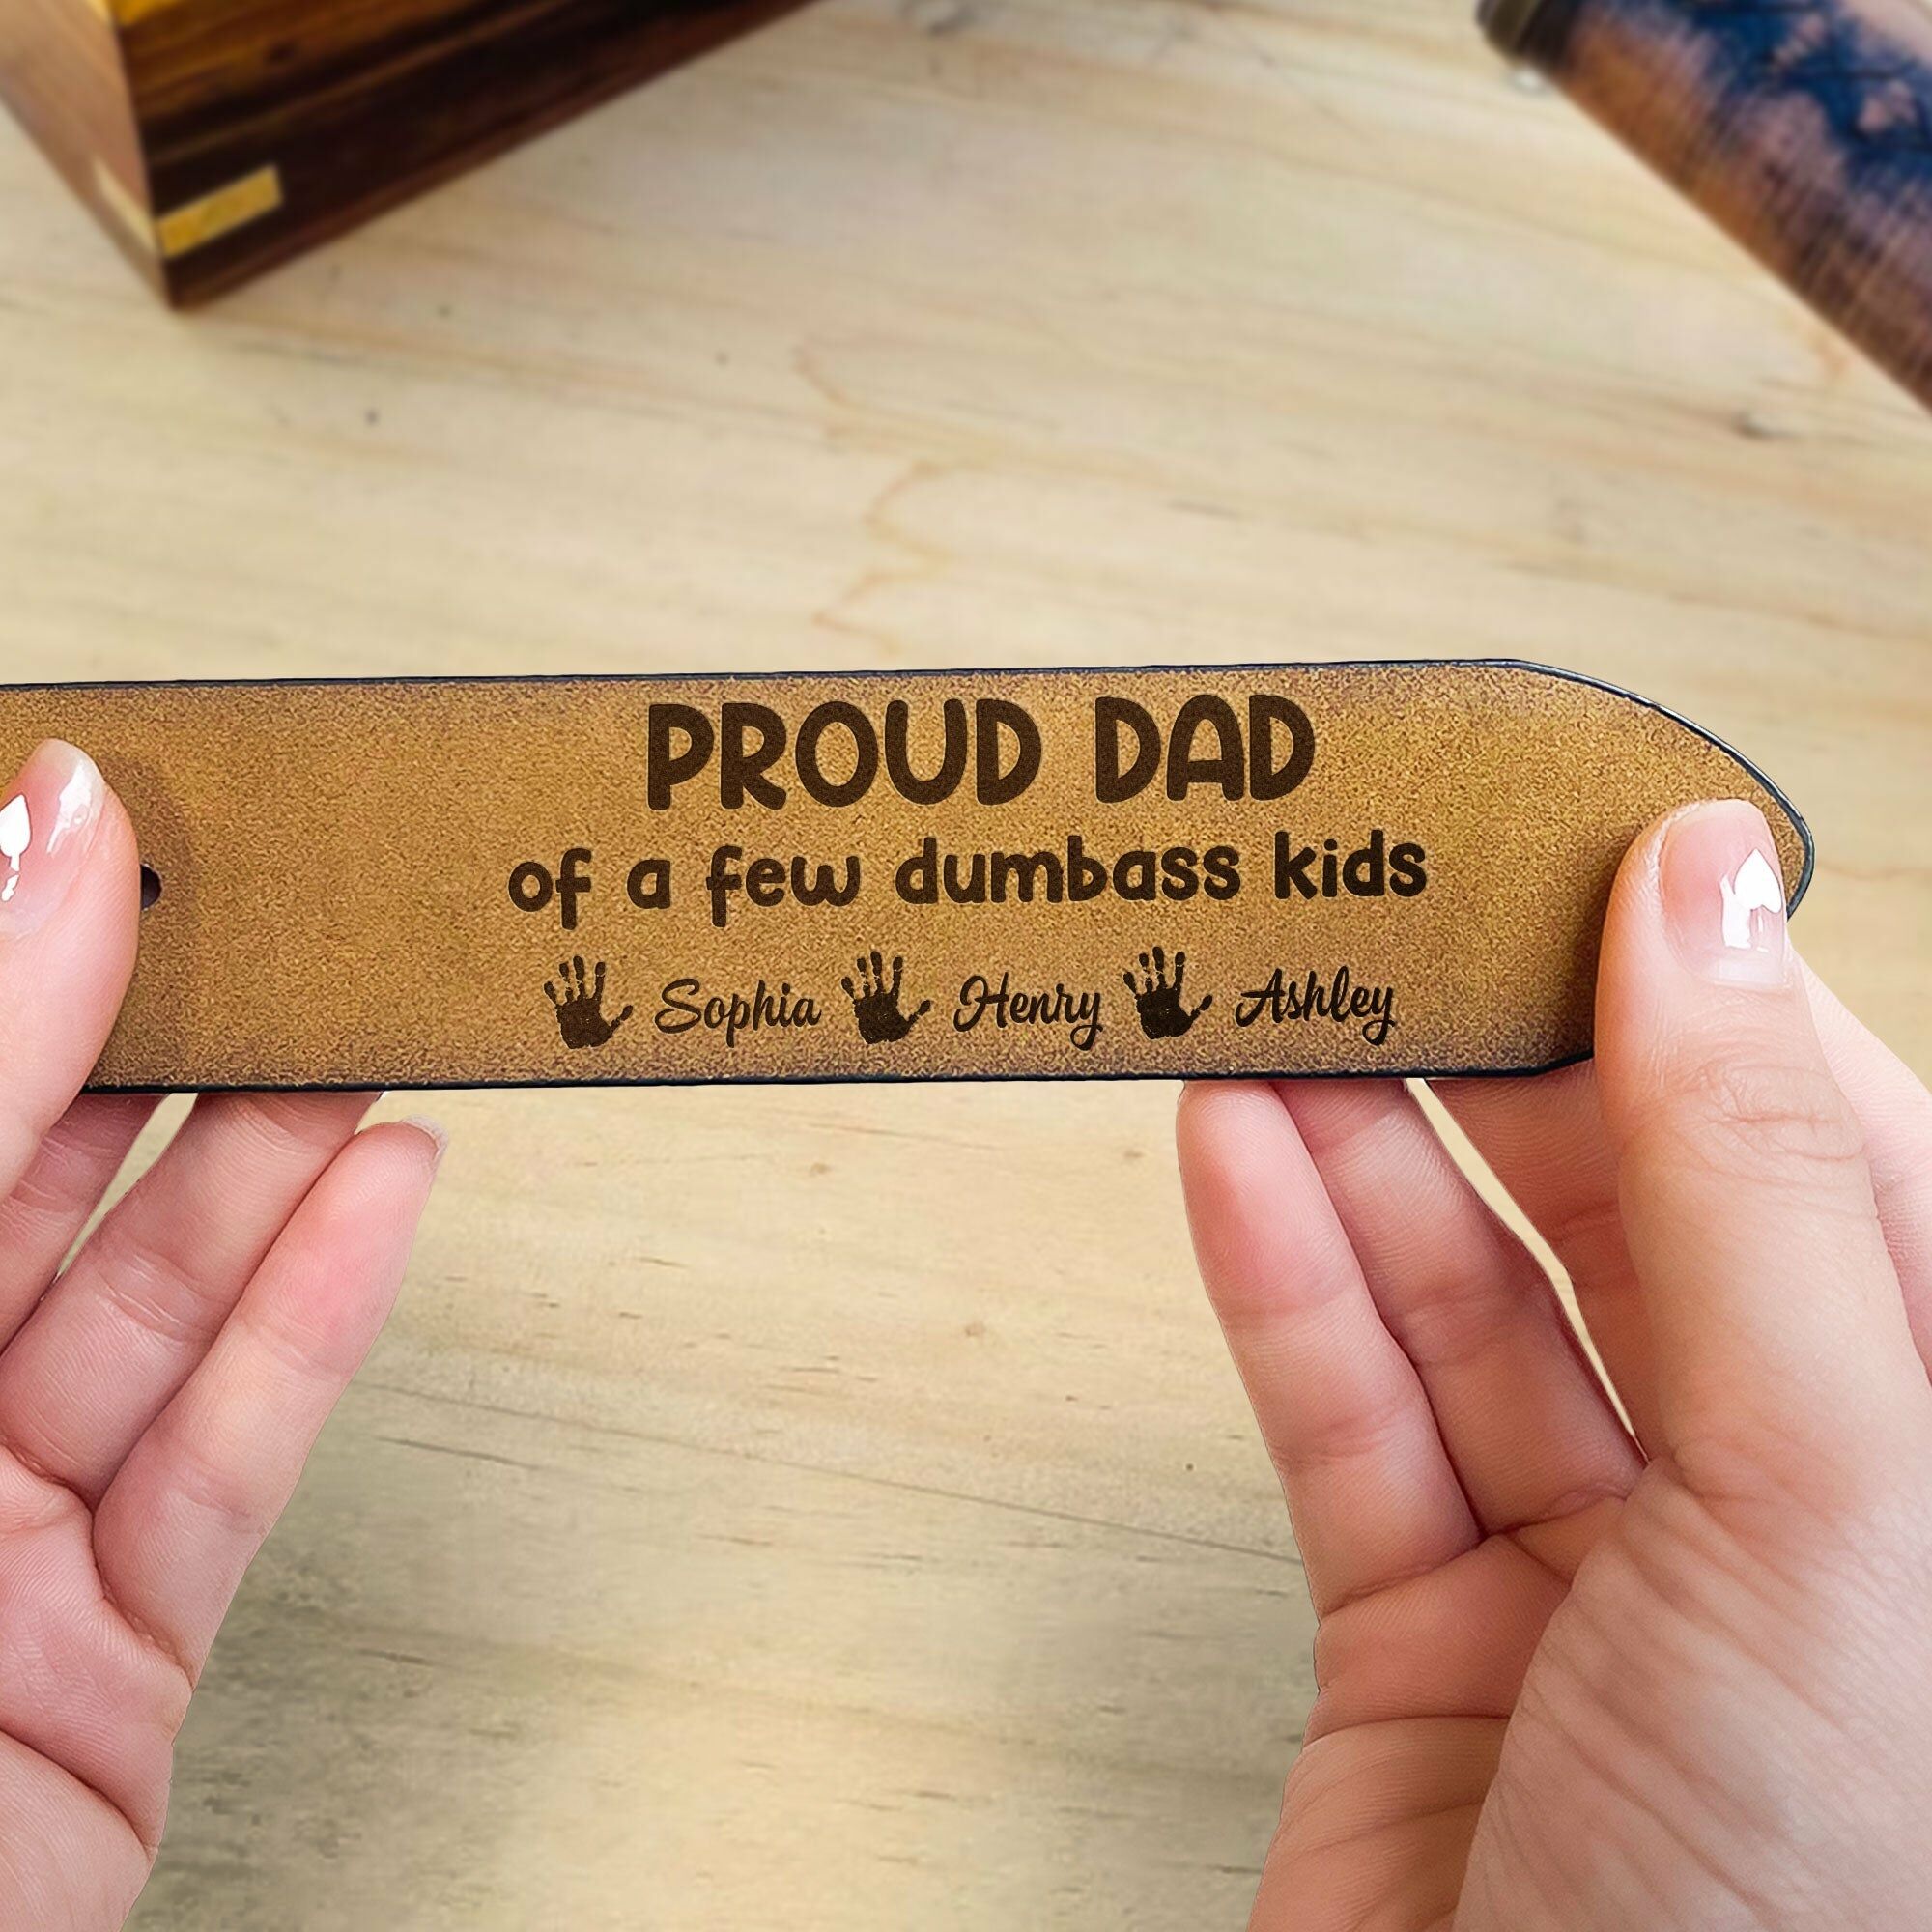 PROUD DAD
of a few dumbass kids
Sophia Henry Ashley